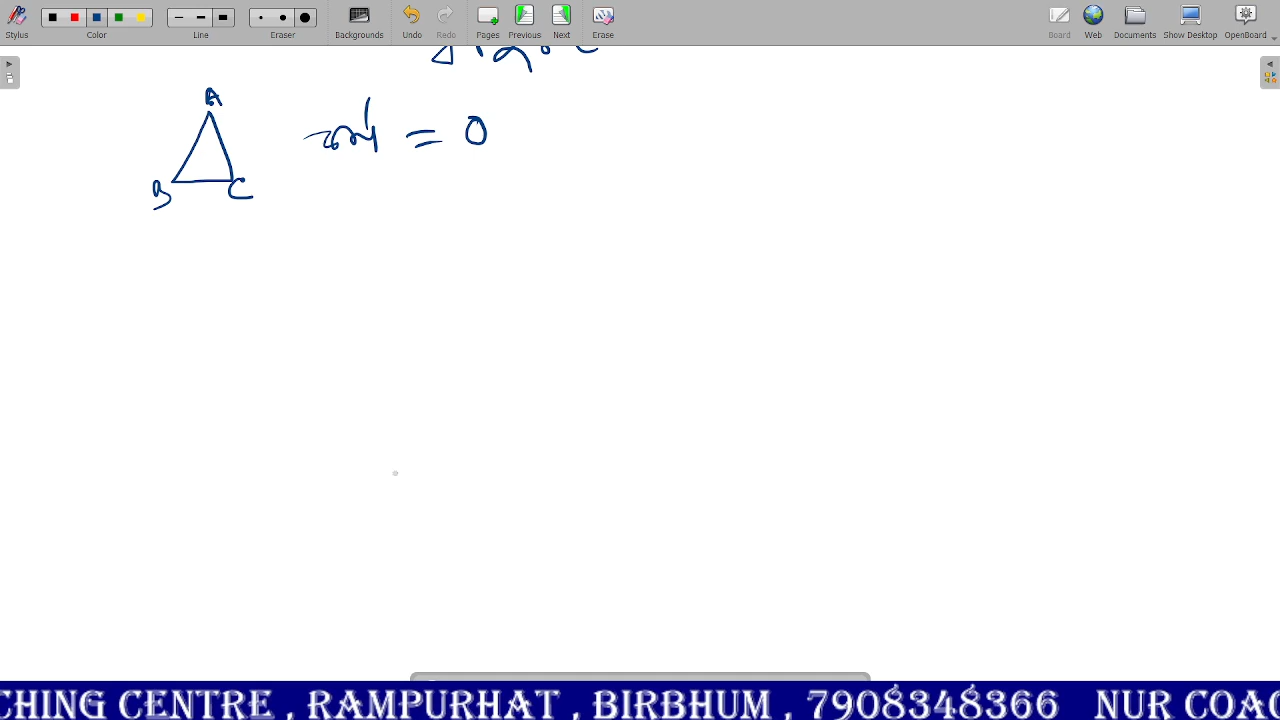 Stylus Color Line Eraser Backgrounds Undo Redo Pages Previous Next Erase Board Web Documents Show Desktop OpenBoard
A
= 0
B C
CHING CENTRE , RAMPURHAT , BIRBHUM , 7908348366 NUR COAC